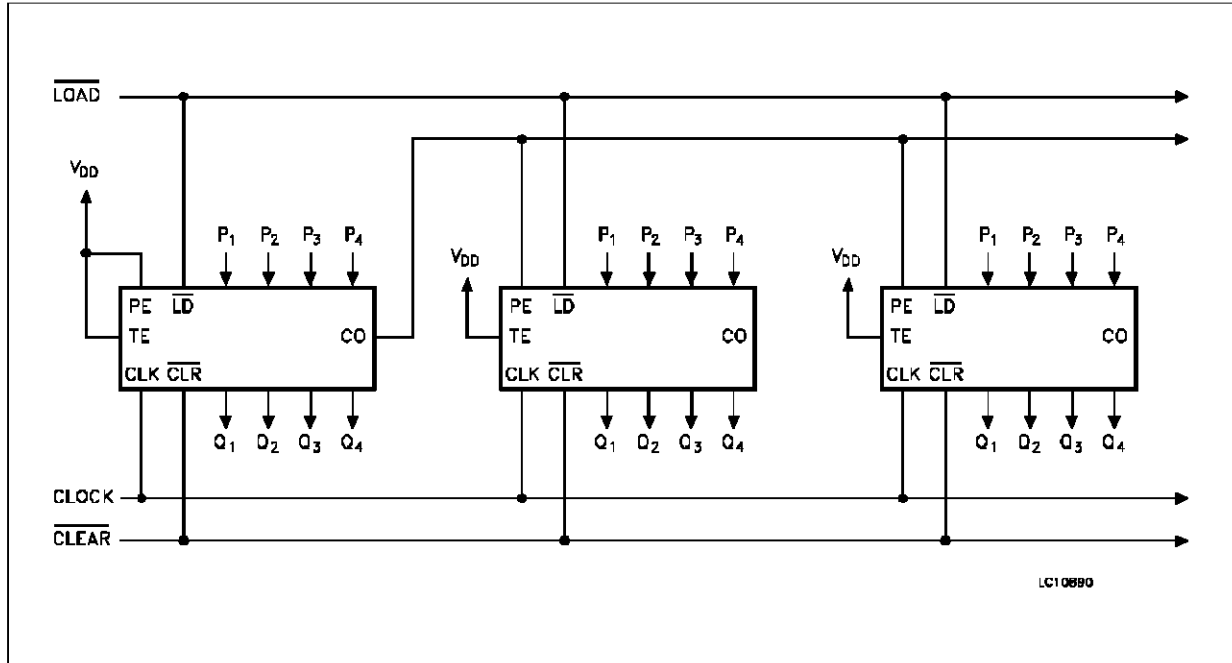 LOAD
VDD
P1 P2 P3 P4
VDD
P1 P2 P3 P4
VDD
P1 P2 P3 P4
PE LD
TE CO
CLK CLR
PE LD
TE CO
CLK CLR
PE LD
TE CO
CLK CLR
Q1 Q2 Q3 Q4
Q1 Q2 Q3 Q4
Q1 Q2 Q3 Q4
CLOCK
CLEAR
LC10890